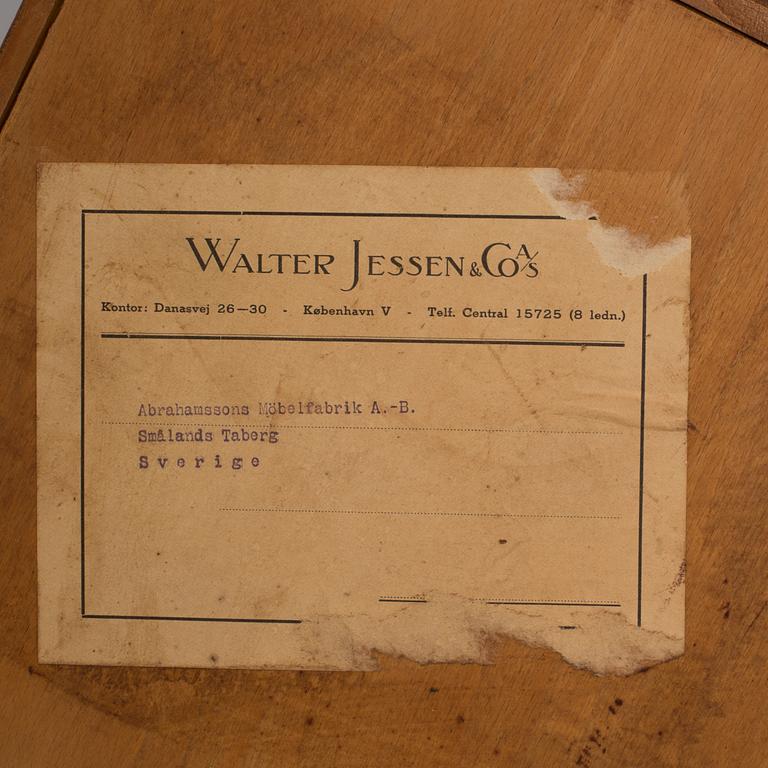 WALTER JESSEN & CO A/S
Kontor: Danasvej 26—30 - København V - Telf. Central 15725 (8 ledn.)
Abrahamssons Möbelfabrik A.-B.
Smålands Taberg
Sverige